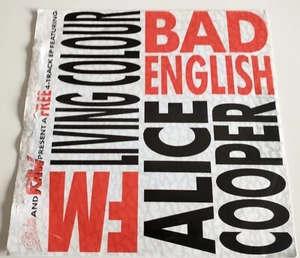 AND PRESENT A FREE 4-TRACK EP FEATURING
FM
LIVING COLOUR
BAD
ENGLISH
ALICE
COOPER